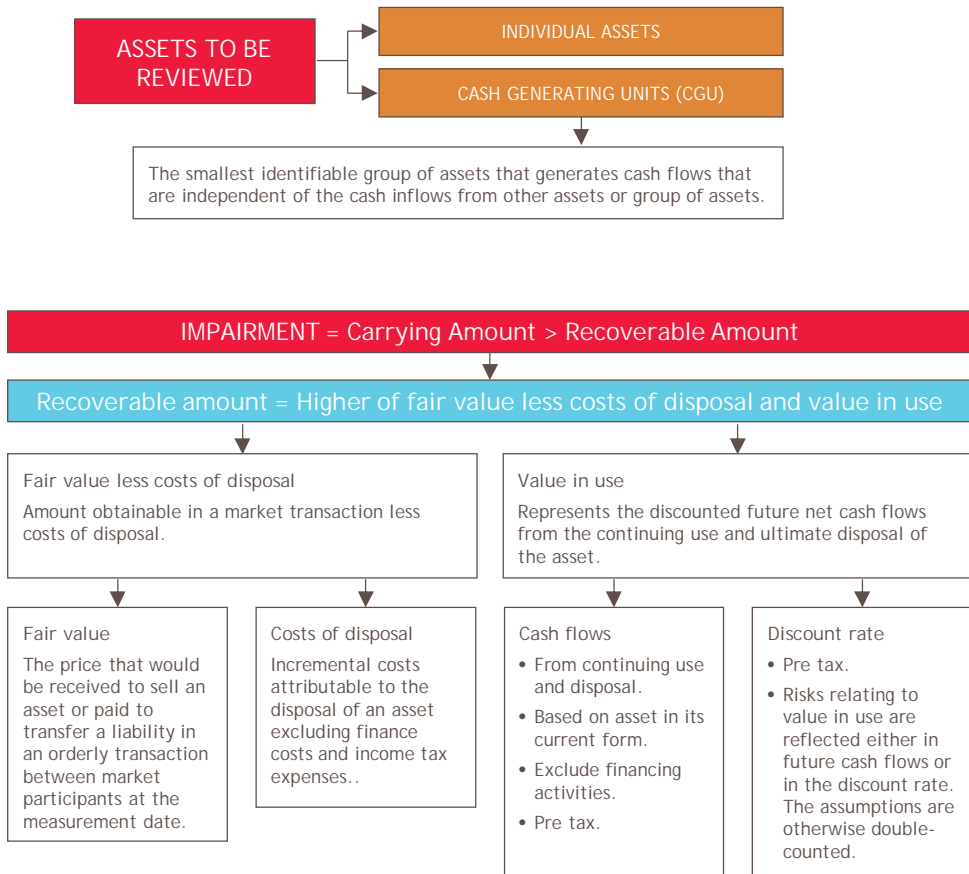 ASSETS TO BE
REVIEWED
INDIVIDUAL ASSETS
CASH GENERATING UNITS (CGU)
The smallest identifiable group of assets that generates cash flows that
are independent of the cash inflows from other assets or group of assets.
IMPAIRMENT = Carrying Amount > Recoverable Amount
Recoverable amount = Higher of fair value less costs of disposal and value in use
Fair value less costs of disposal
Amount obtainable in a market transaction less
costs of disposal.
Value in use
Represents the discounted future net cash flows
from the continuing use and ultimate disposal of
the asset.
Fair value
The price that would
be received to sell an
asset or paid to
transfer a liability in
an orderly transaction
between market
participants at the
measurement date.
Costs of disposal
Incremental costs
attributable to the
disposal of an asset
excluding finance
costs and income tax
expenses..
Cash flows
• From continuing use
and disposal.
• Based on asset in its
current form.
• Exclude financing
activities.
• Pre tax.
Discount rate
• Pre tax.
• Risks relating to
value in use are
reflected either in
future cash flows or
in the discount rate.
The assumptions are
otherwise double-
counted.